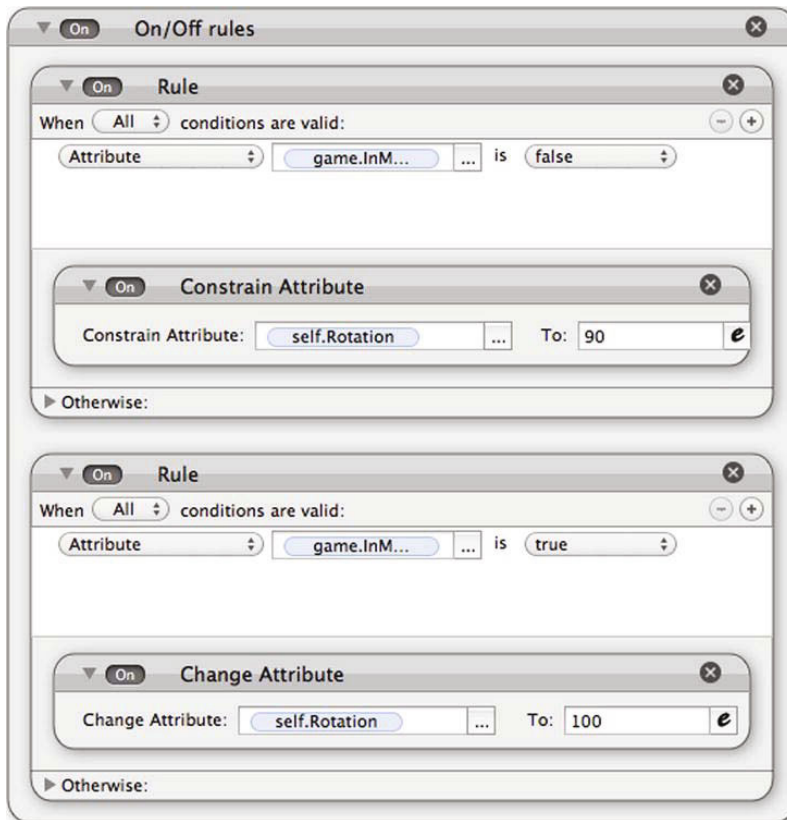 On On/Off rules
On Rule
When All conditions are valid:
Attribute game.InM... ... is false
On Constrain Attribute
Constrain Attribute: self.Rotation ... To: 90 e
Otherwise:
On Rule
When All conditions are valid:
Attribute game.InM... ... is true
On Change Attribute
Change Attribute: self.Rotation ... To: 100 e
Otherwise: